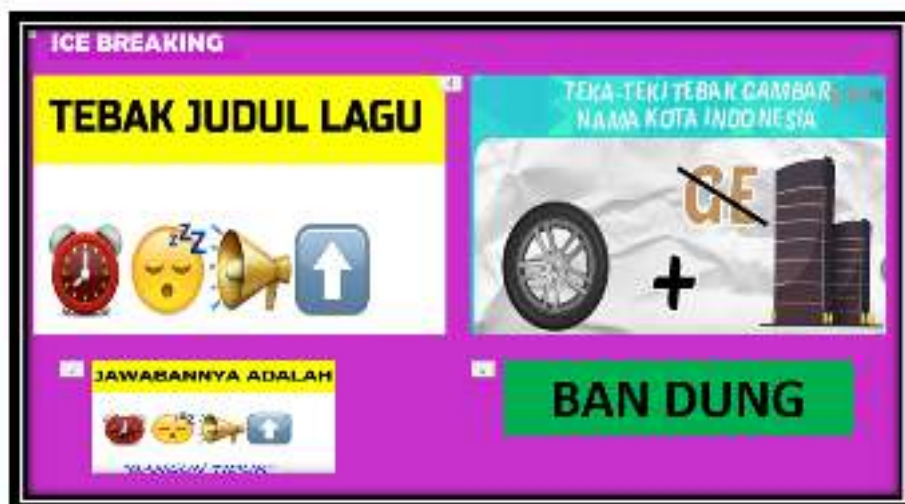 ICE BREAKING
TEBAK JUDUL LAGU
TEKA-TEKI TEBAK GAMBAR
NAMA KOTA INDONESIA
GE
+
JAWABANNYA ADALAH
BAN DUNG